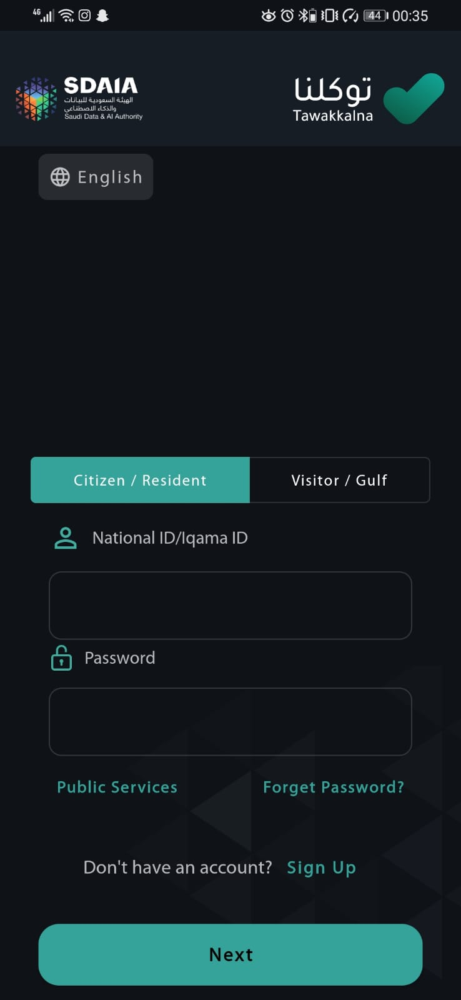 4G 44 00:35
SDAIA
الهيئة السعودية للبيانات
والذكاء الاصطناعي
Saudi Data & AI Authority
توكلنا
Tawakkalna
English
Citizen / Resident
Visitor / Gulf
National ID/Iqama ID
Password
Public Services
Forget Password?
Don't have an account? Sign Up
Next